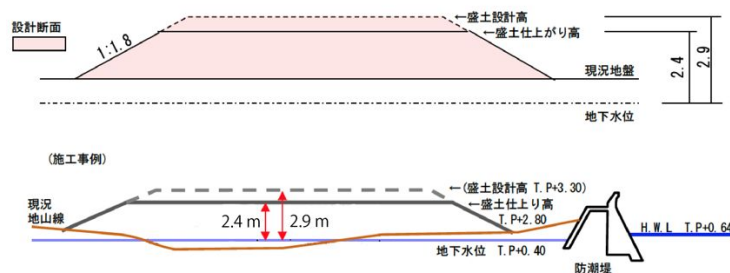 設計断面
1:1.8
←盛土設計高
←盛土仕上がり高
現況地盤
2.4
2.9
地下水位
(施工事例)
現況
地山線
2.4 m
2.9 m
←(盛土設計高 T.P+3.30)
←盛土仕上り高
T.P+2.80
地下水位 T.P+0.40
H.W.L T.P+0.64
防潮堤